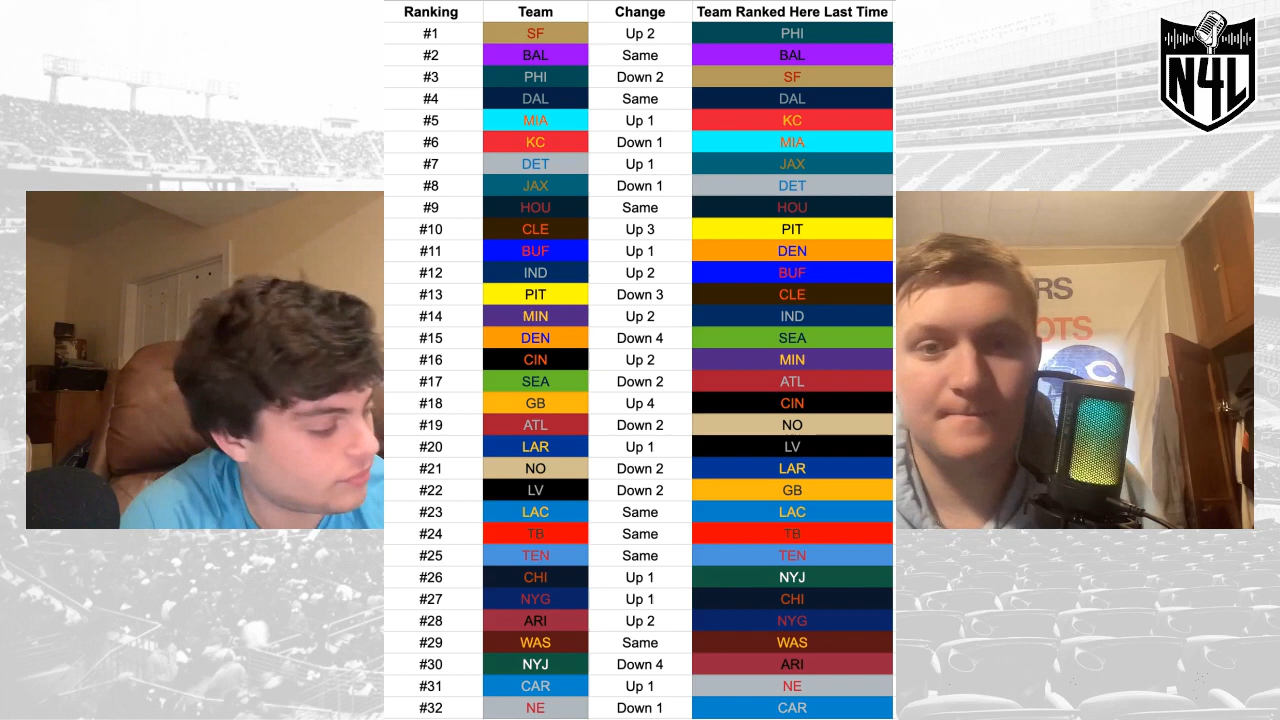 Ranking Team Change Team Ranked Here Last Time
#1 SF Up 2 PHI
#2 BAL Same BAL
#3 PHI Down 2 SF
#4 DAL Same DAL
#5 MIA Up 1 KC
#6 KC Down 1 MIA
#7 DET Up 1 JAX
#8 JAX Down 1 DET
#9 HOU Same HOU
#10 CLE Up 3 PIT
#11 BUF Up 1 DEN
#12 IND Up 2 BUF
#13 PIT Down 3 CLE
#14 MIN Up 2 IND
#15 DEN Down 4 SEA
#16 CIN Up 2 MIN
#17 SEA Down 2 ATL
#18 GB Up 4 CIN
#19 ATL Down 2 NO
#20 LAR Up 1 LV
#21 NO Down 2 LAR
#22 LV Down 2 GB
#23 LAC Same LAC
#24 TB Same TB
#25 TEN Same TEN
#26 CHI Up 1 NYJ
#27 NYG Up 1 CHI
#28 ARI Up 2 NYG
#29 WAS Same WAS
#30 NYJ Down 4 ARI
#31 CAR Up 1 NE
#32 NE Down 1 CAR
N4L
RS
OTS